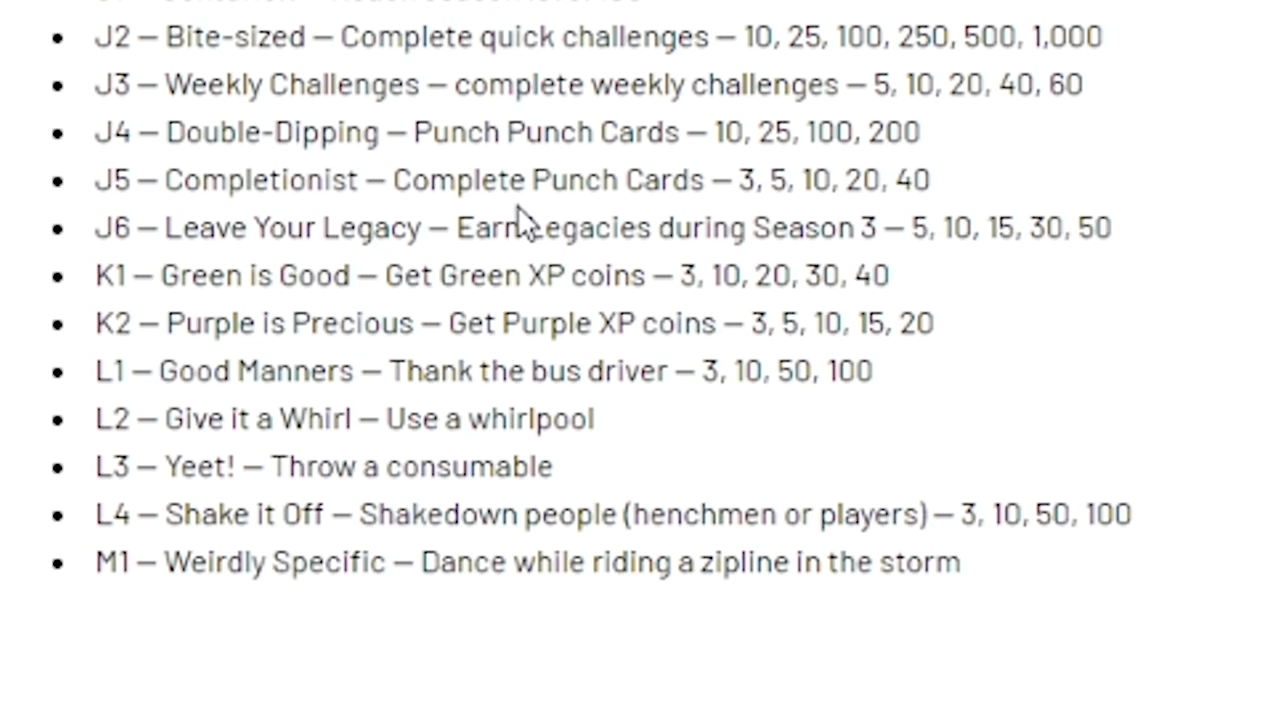 J2 – Bite-sized – Complete quick challenges – 10, 25, 100, 250, 500, 1,000
J3 – Weekly Challenges – complete weekly challenges – 5, 10, 20, 40, 60
J4 – Double-Dipping – Punch Punch Cards – 10, 25, 100, 200
J5 – Completionist – Complete Punch Cards – 3, 5, 10, 20, 40
J6 – Leave Your Legacy – Earn Legacies during Season 3 – 5, 10, 15, 30, 50
K1 – Green is Good – Get Green XP coins – 3, 10, 20, 30, 40
K2 – Purple is Precious – Get Purple XP coins – 3, 5, 10, 15, 20
L1 – Good Manners – Thank the bus driver – 3, 10, 50, 100
L2 – Give it a Whirl – Use a whirlpool
L3 – Yeet! – Throw a consumable
L4 – Shake it Off – Shakedown people (henchmen or players) – 3, 10, 50, 100
M1 – Weirdly Specific – Dance while riding a zipline in the storm